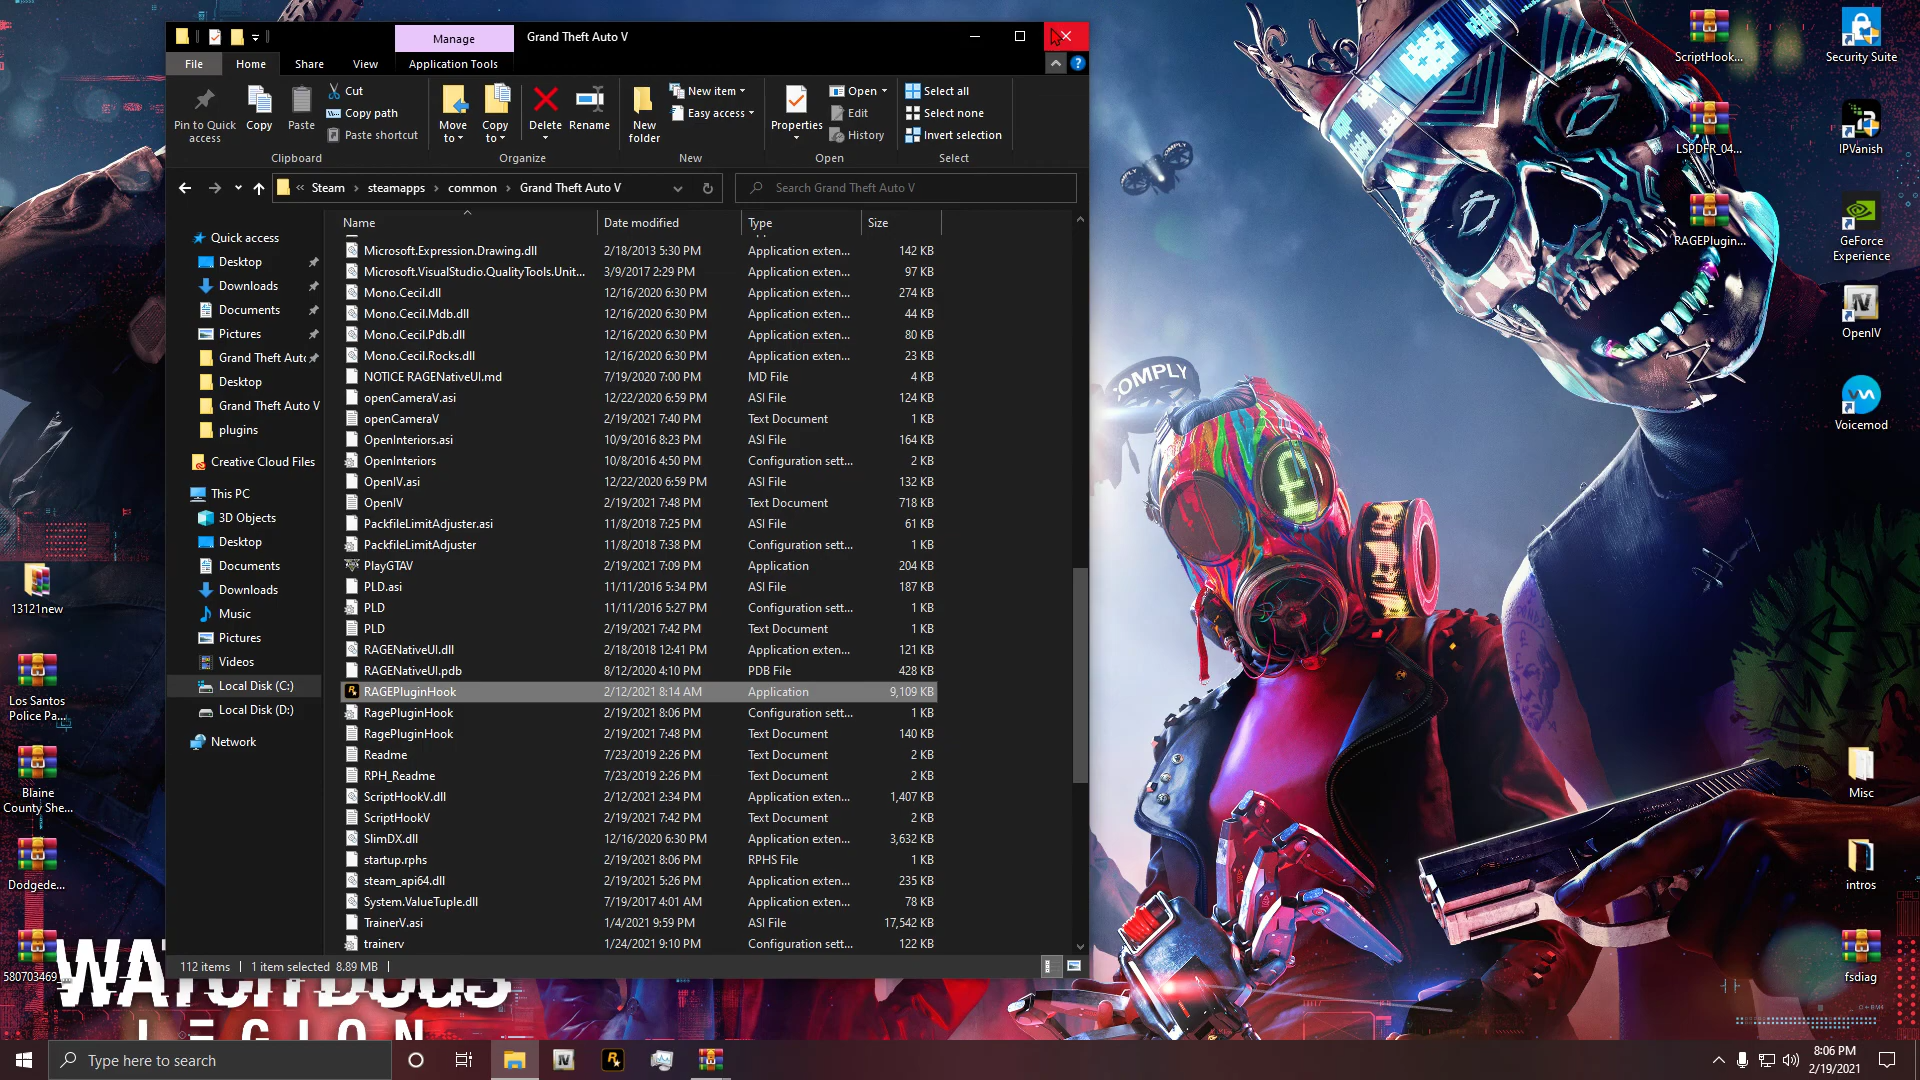 Manage
Grand Theft Auto V
File
Home
Share
View
Application Tools
Pin to Quick access
Copy
Paste
Cut
Copy path
Paste shortcut
Clipboard
Move to
Copy to
Delete
Rename
Organize
New folder
New item
Easy access
New
Properties
Open
Edit
History
Open
Select all
Select none
Invert selection
Select
« Steam › steamapps › common › Grand Theft Auto V
Search Grand Theft Auto V
Name Date modified Type Size
Quick access
Desktop
Downloads
Documents
Pictures
Grand Theft Auto
Desktop
Grand Theft Auto V
plugins
Creative Cloud Files
This PC
3D Objects
Desktop
Documents
Downloads
Music
Pictures
Videos
Local Disk (C:)
Local Disk (D:)
Network
Microsoft.Expression.Drawing.dll 2/18/2013 5:30 PM Application exten... 142 KB
Microsoft.VisualStudio.QualityTools.Unit... 3/9/2017 2:29 PM Application exten... 97 KB
Mono.Cecil.dll 12/16/2020 6:30 PM Application exten... 274 KB
Mono.Cecil.Mdb.dll 12/16/2020 6:30 PM Application exten... 44 KB
Mono.Cecil.Pdb.dll 12/16/2020 6:30 PM Application exten... 80 KB
Mono.Cecil.Rocks.dll 12/16/2020 6:30 PM Application exten... 23 KB
NOTICE RAGENativeUI.md 7/19/2020 7:00 PM MD File 4 KB
openCameraV.asi 12/22/2020 6:59 PM ASI File 124 KB
openCameraV 2/19/2021 7:40 PM Text Document 1 KB
OpenInteriors.asi 10/9/2016 8:23 PM ASI File 164 KB
OpenInteriors 10/8/2016 4:50 PM Configuration sett... 2 KB
OpenIV.asi 12/22/2020 6:59 PM ASI File 132 KB
OpenIV 2/19/2021 7:48 PM Text Document 718 KB
PackfileLimitAdjuster.asi 11/8/2018 7:25 PM ASI File 61 KB
PackfileLimitAdjuster 11/8/2018 7:38 PM Configuration sett... 1 KB
PlayGTAV 2/19/2021 7:09 PM Application 204 KB
PLD.asi 11/11/2016 5:34 PM ASI File 187 KB
PLD 11/11/2016 5:27 PM Configuration sett... 1 KB
PLD 2/19/2021 7:42 PM Text Document 1 KB
RAGENativeUI.dll 2/18/2018 12:41 PM Application exten... 121 KB
RAGENativeUI.pdb 8/12/2020 4:10 PM PDB File 428 KB
RAGEPluginHook 2/12/2021 8:14 AM Application 9,109 KB
RagePluginHook 2/19/2021 8:06 PM Configuration sett... 1 KB
RagePluginHook 2/19/2021 7:48 PM Text Document 140 KB
Readme 7/23/2019 2:26 PM Text Document 2 KB
RPH_Readme 7/23/2019 2:26 PM Text Document 2 KB
ScriptHookV.dll 2/12/2021 2:34 PM Application exten... 1,407 KB
ScriptHookV 2/19/2021 7:42 PM Text Document 2 KB
SlimDX.dll 12/16/2020 6:30 PM Application exten... 3,632 KB
startup.rphs 2/19/2021 8:06 PM RPHS File 1 KB
steam_api64.dll 2/19/2021 5:26 PM Application exten... 235 KB
System.ValueTuple.dll 7/19/2017 4:01 AM Application exten... 78 KB
TrainerV.asi 1/4/2021 9:59 PM ASI File 17,542 KB
trainerv 1/24/2021 9:10 PM Configuration sett... 122 KB
112 items 1 item selected 8.89 MB
13121new
Los Santos
Police Pa...
Blaine
County She...
Dodgede...
580703469
WATCH DOGS
LEGION
COMPLY
ScriptHook...
LSPDFR_04...
RAGEPlugin...
Security Suite
IPVanish
GeForce
Experience
OpenIV
Voicemod
Misc
intros
fsdiag
Type here to search
8:06 PM
2/19/2021